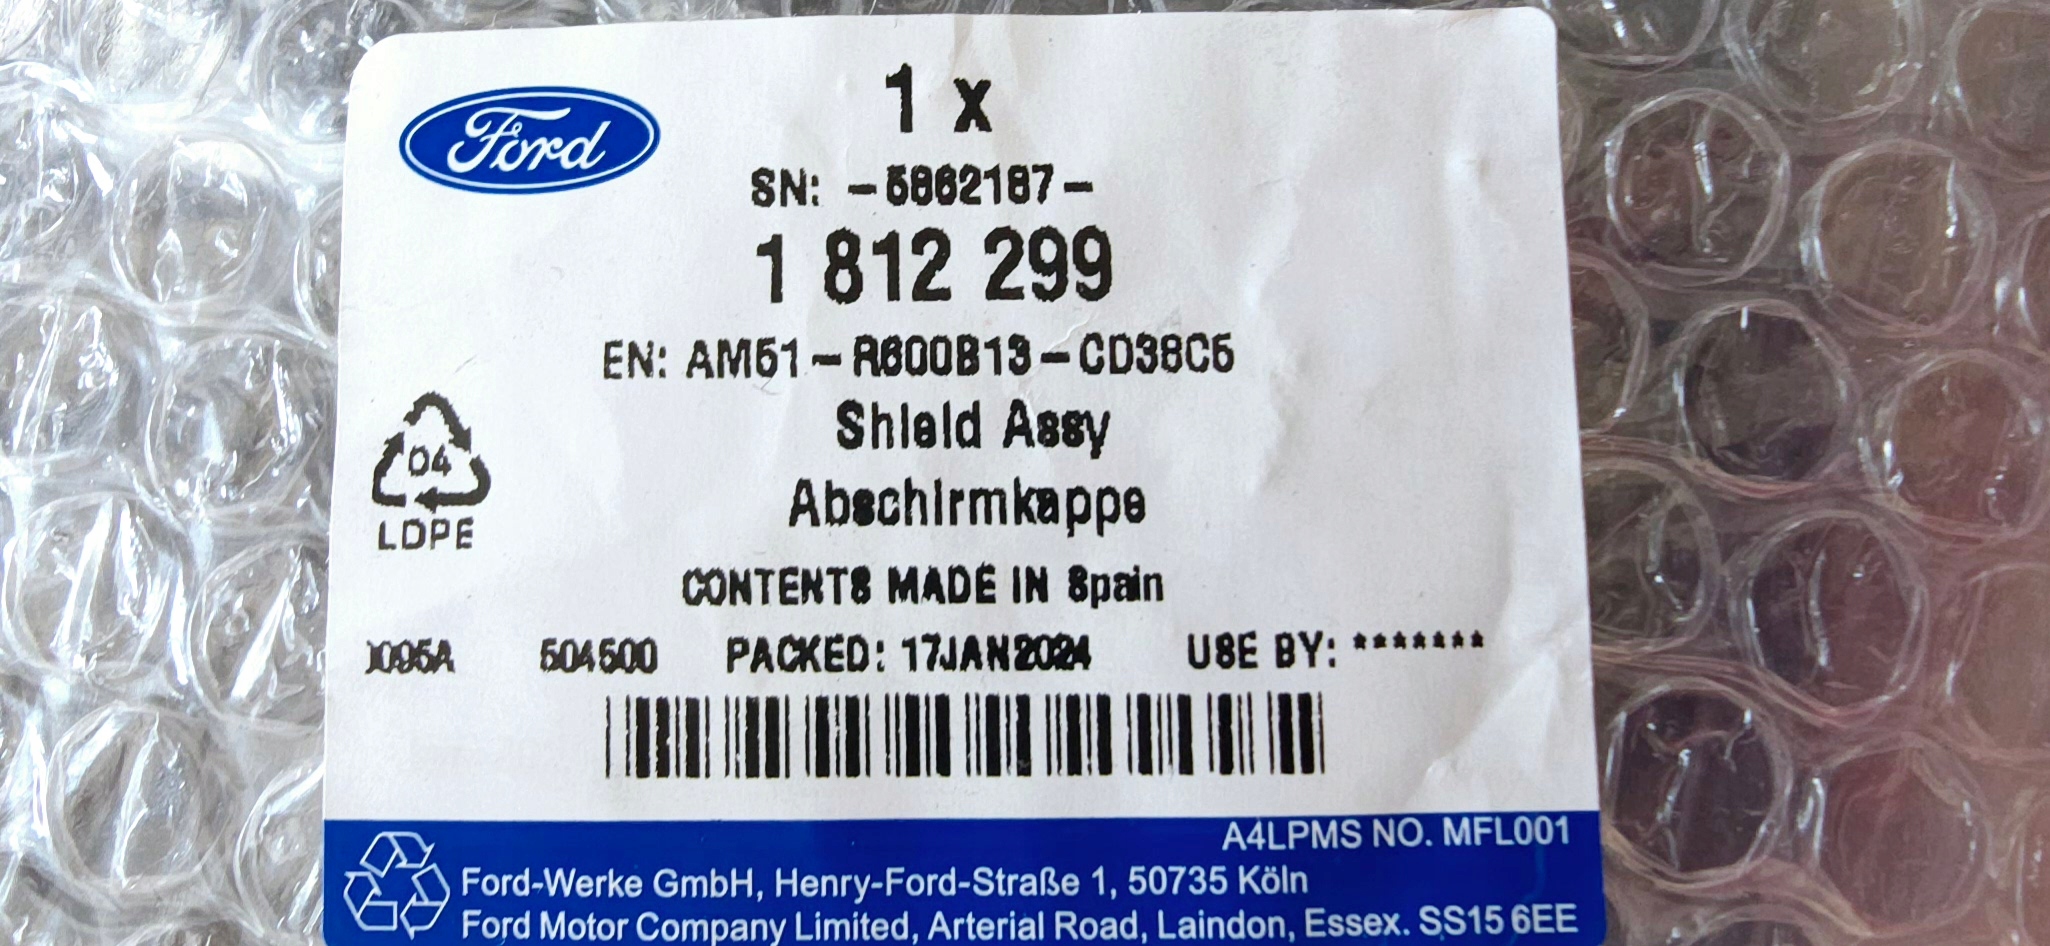 Ford
1 x
SN: -5862187-
1 812 299
EN: AM51-R600B13-CD38C5
Shield Assy
Abschirmkappe
04
LDPE
CONTENTS MADE IN Spain
504500 PACKED: 17JAN2024 USE BY: *******
A4LPMS NO. MFL001
Ford-Werke GmbH, Henry-Ford-Straße 1, 50735 Köln
Ford Motor Company Limited, Arterial Road, Laindon, Essex. SS15 6EE